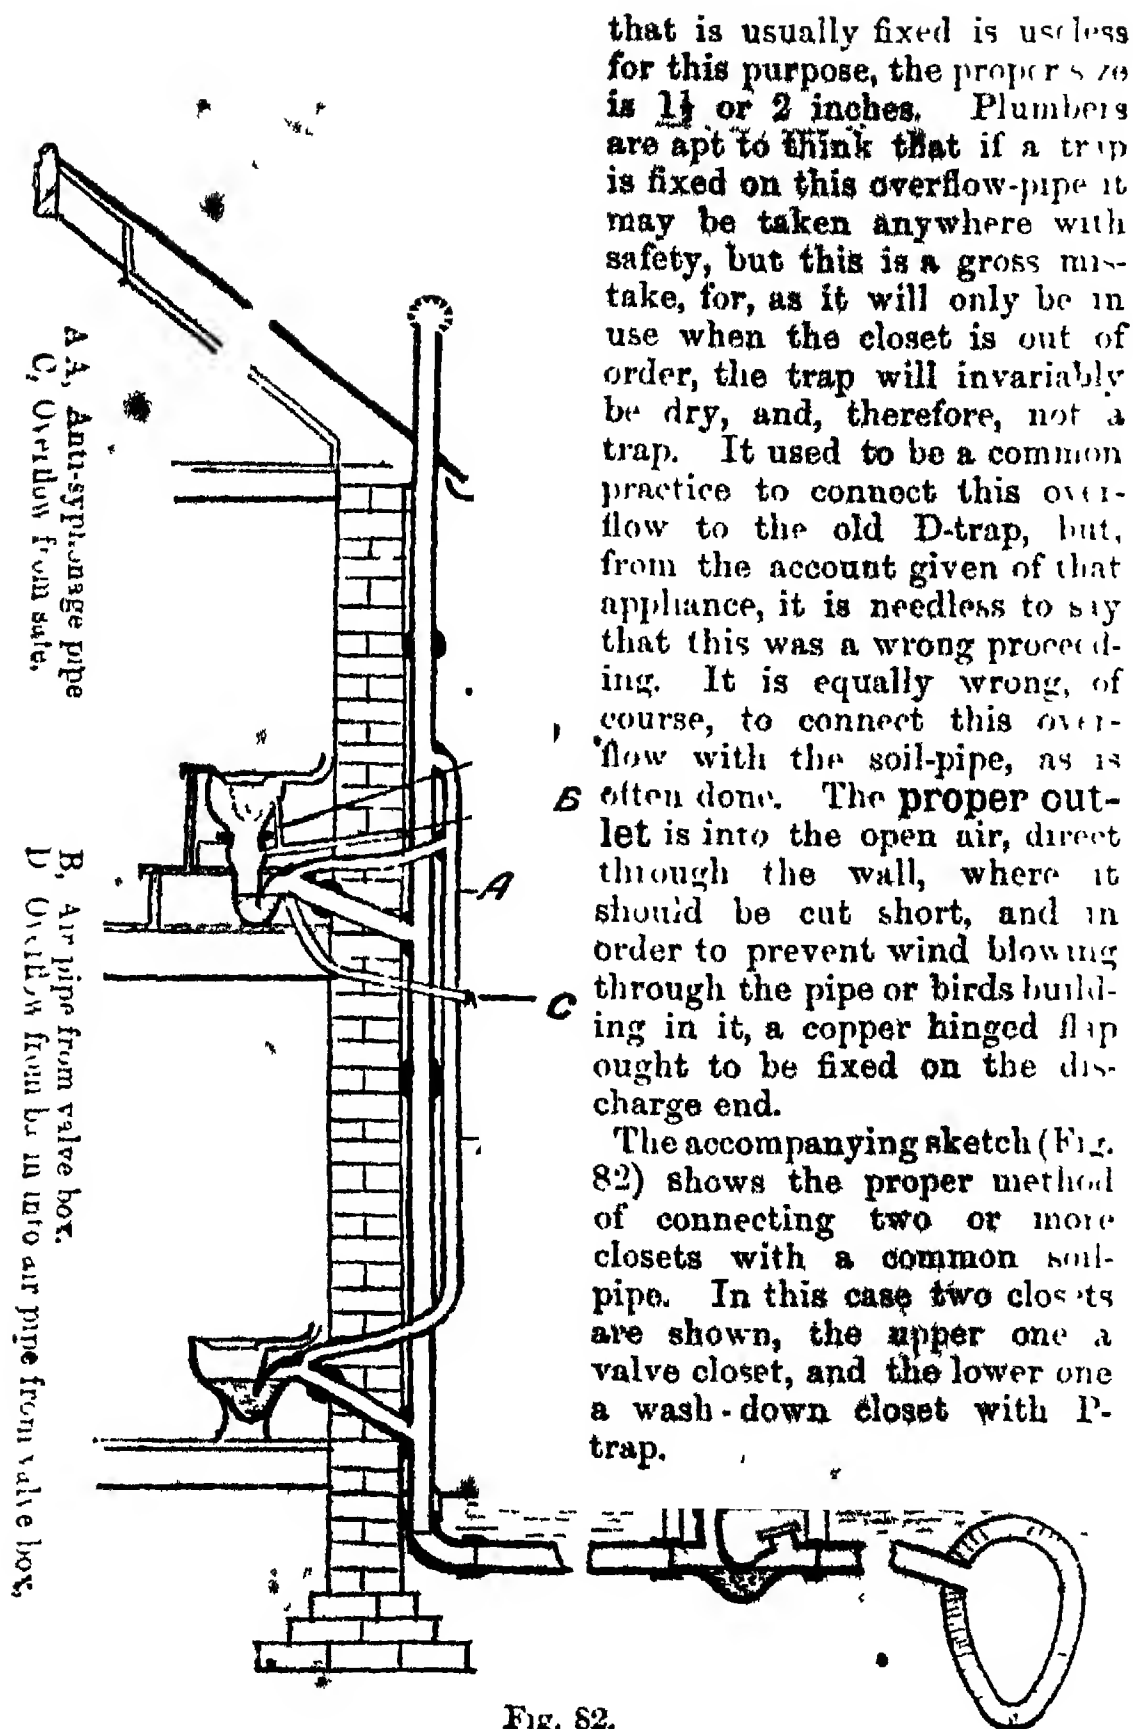 that is usually fixed is useless
for this purpose, the proper size
is 1½ or 2 inches. Plumbers
are apt to think that if a trap
is fixed on this overflow-pipe it
may be taken anywhere with
safety, but this is a gross mis-
take, for, as it will only be in
use when the closet is out of
order, the trap will invariably
be dry, and, therefore, not a
trap. It used to be a common
practice to connect this over-
flow to the old D-trap, but,
from the account given of that
appliance, it is needless to say
that this was a wrong proceed-
ing. It is equally wrong, of
course, to connect this over-
flow with the soil-pipe, as is
often done. The proper out-
let is into the open air, direct
through the wall, where it
should be cut short, and in
order to prevent wind blowing
through the pipe or birds build-
ing in it, a copper hinged flap
ought to be fixed on the dis-
charge end.
The accompanying sketch (Fig.
82) shows the proper method
of connecting two or more
closets with a common soil-
pipe. In this case two closets
are shown, the upper one a
valve closet, and the lower one
a wash-down closet with P-
trap.
B
A
C
A A, Anti-syphonage pipe
C, Overflow from safe,
B, Air pipe from valve box.
D Overflow from basin into air pipe from valve box,
Fig. 82.